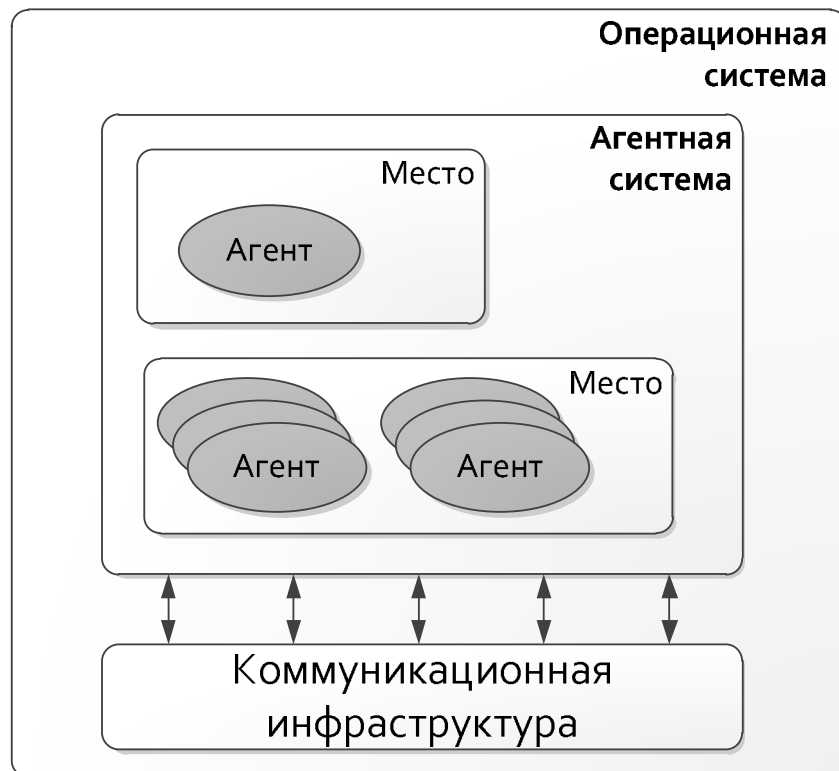 Операционная
система
Агентная
система
Место
Агент
Место
Агент
Агент
Коммуникационная
инфраструктура